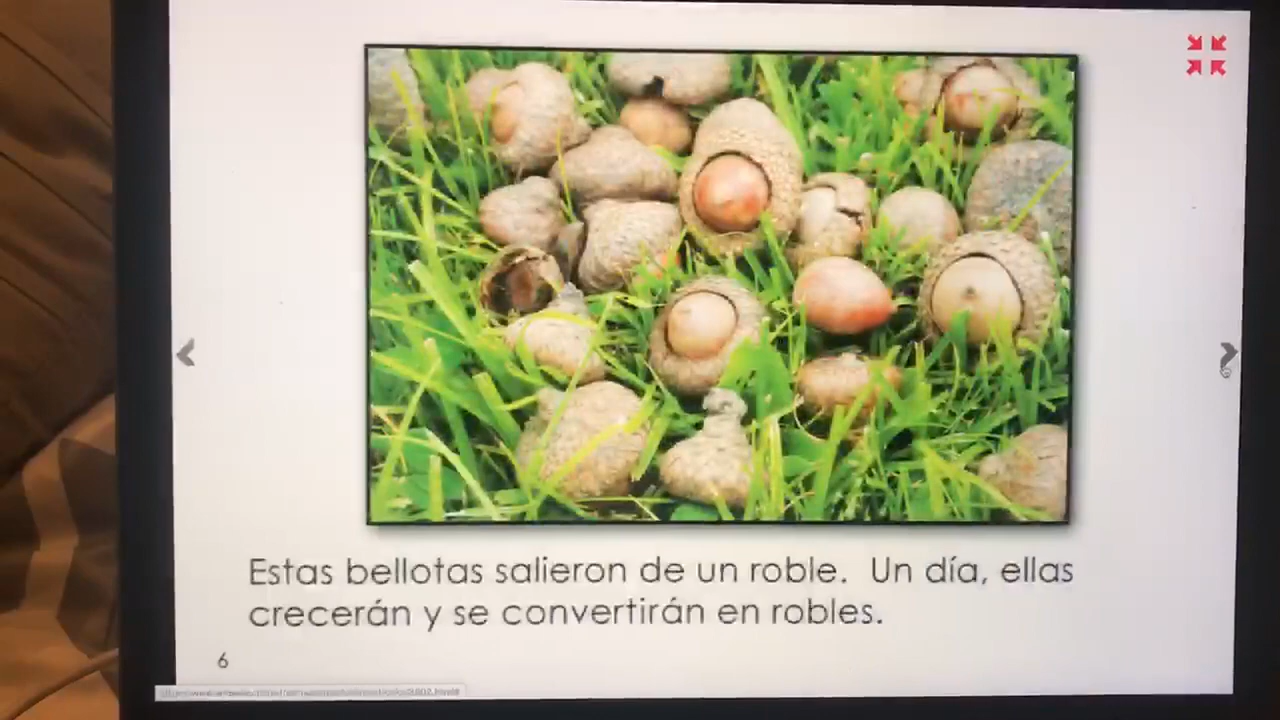 Estas bellotas salieron de un roble. Un día, ellas
crecerán y se convertirán en robles.
6